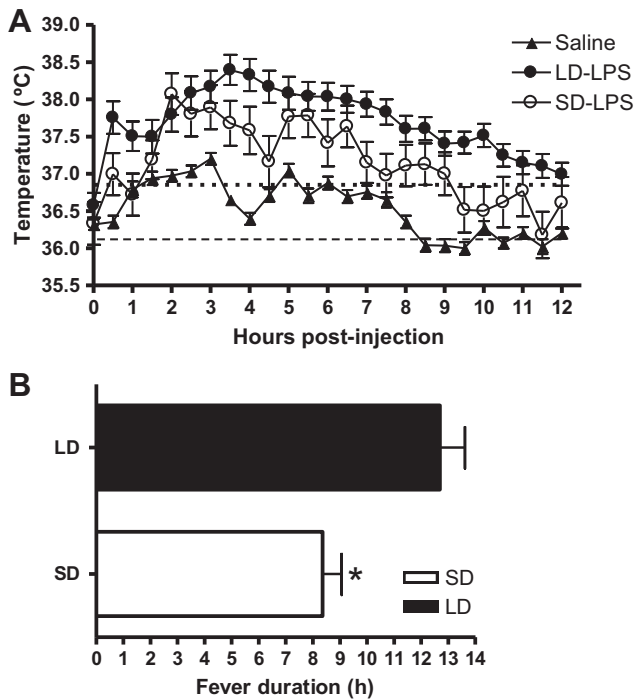 A
Temperature (ºC)
39.0
38.5
38.0
37.5
37.0
36.5
36.0
35.5
0 1 2 3 4 5 6 7 8 9 10 11 12
Hours post-injection
Saline
LD-LPS
SD-LPS
B
LD
SD
*
SD
LD
0 1 2 3 4 5 6 7 8 9 10 11 12 13 14
Fever duration (h)